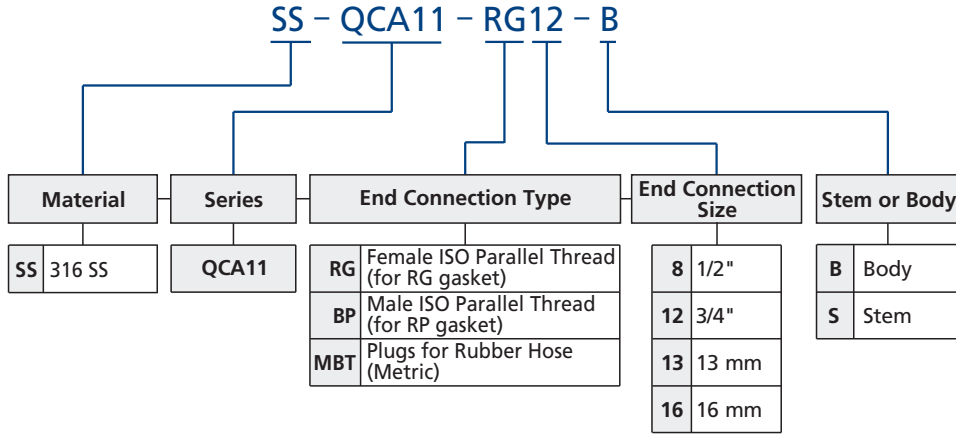 SS - QCA11 - RG12 - B
Material
SS 316 SS
Series
QCA11
End Connection Type
RG Female ISO Parallel Thread
(for RG gasket)
BP Male ISO Parallel Thread
(for RP gasket)
MBT Plugs for Rubber Hose
(Metric)
End Connection
Size
8 1/2"
12 3/4"
13 13 mm
16 16 mm
Stem or Body
B Body
S Stem